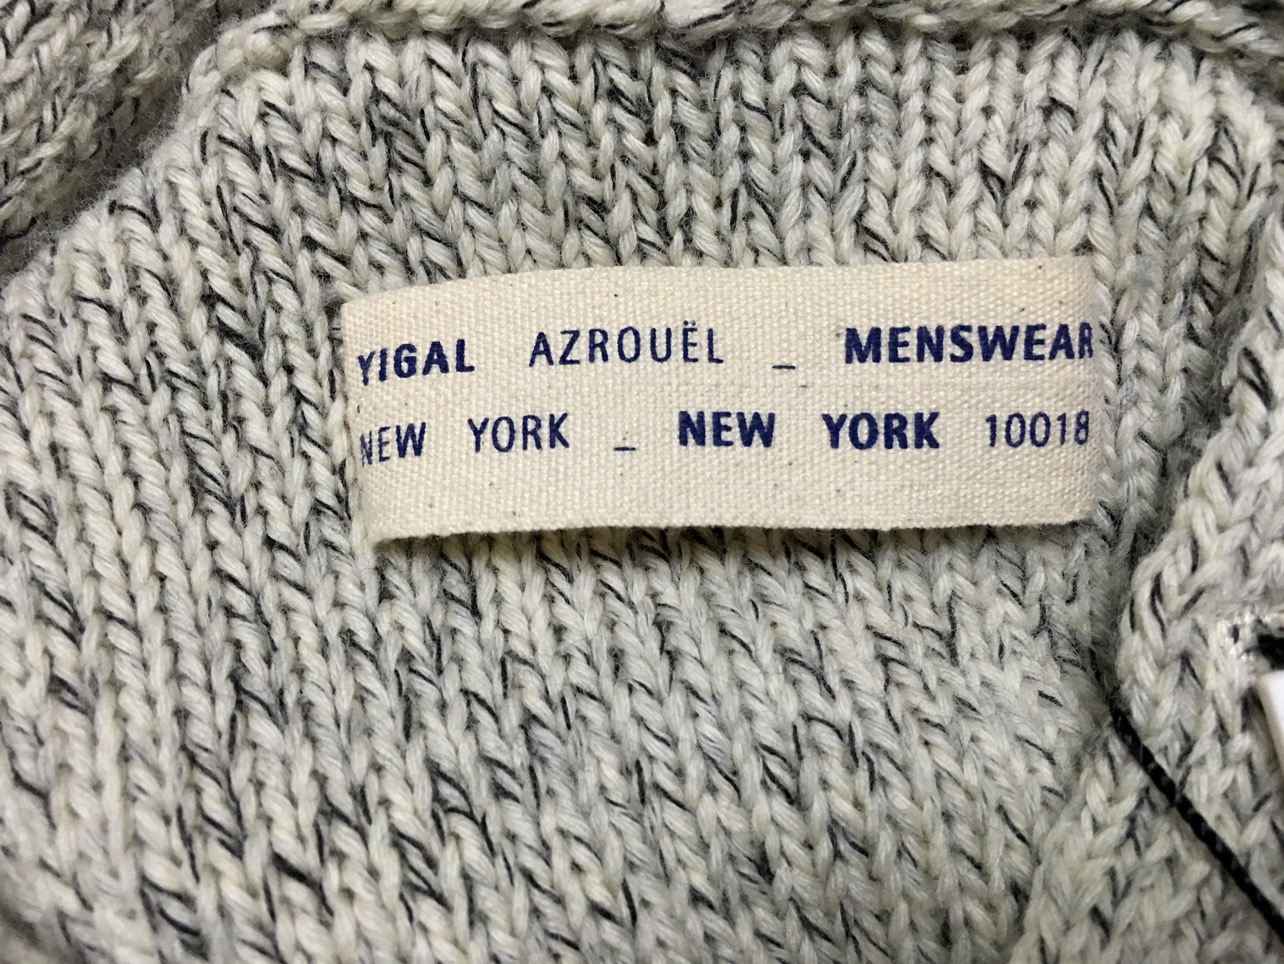 YIGAL AZROUËL _ MENSWEAR
NEW YORK _ NEW YORK 10018